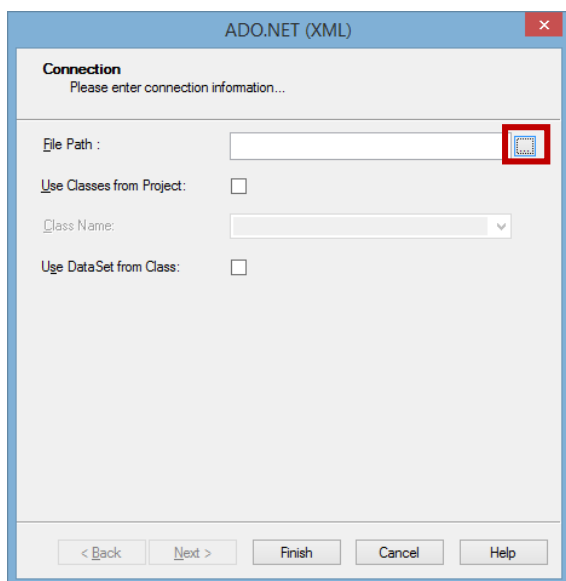 ADO.NET (XML)
Connection
Please enter connection information...
File Path :
...
Use Classes from Project:
Class Name:
Use DataSet from Class:
< Back Next > Finish Cancel Help